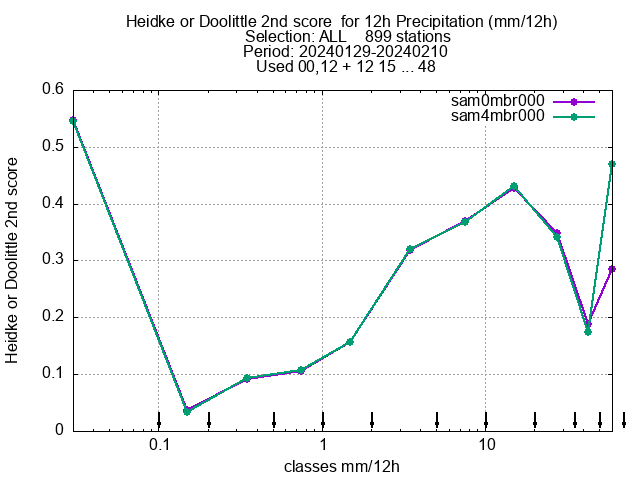 Heidke or Doolittle 2nd score  for 12h Precipitation (mm/12h)
Selection: ALL    899 stations
Period: 20240129-20240210
Used 00,12 + 12 15 ... 48
sam0mbr000
sam4mbr000
Heidke or Doolittle 2nd score
0.6
0.5
0.4
0.3
0.2
0.1
0
0.1
1
10
classes mm/12h